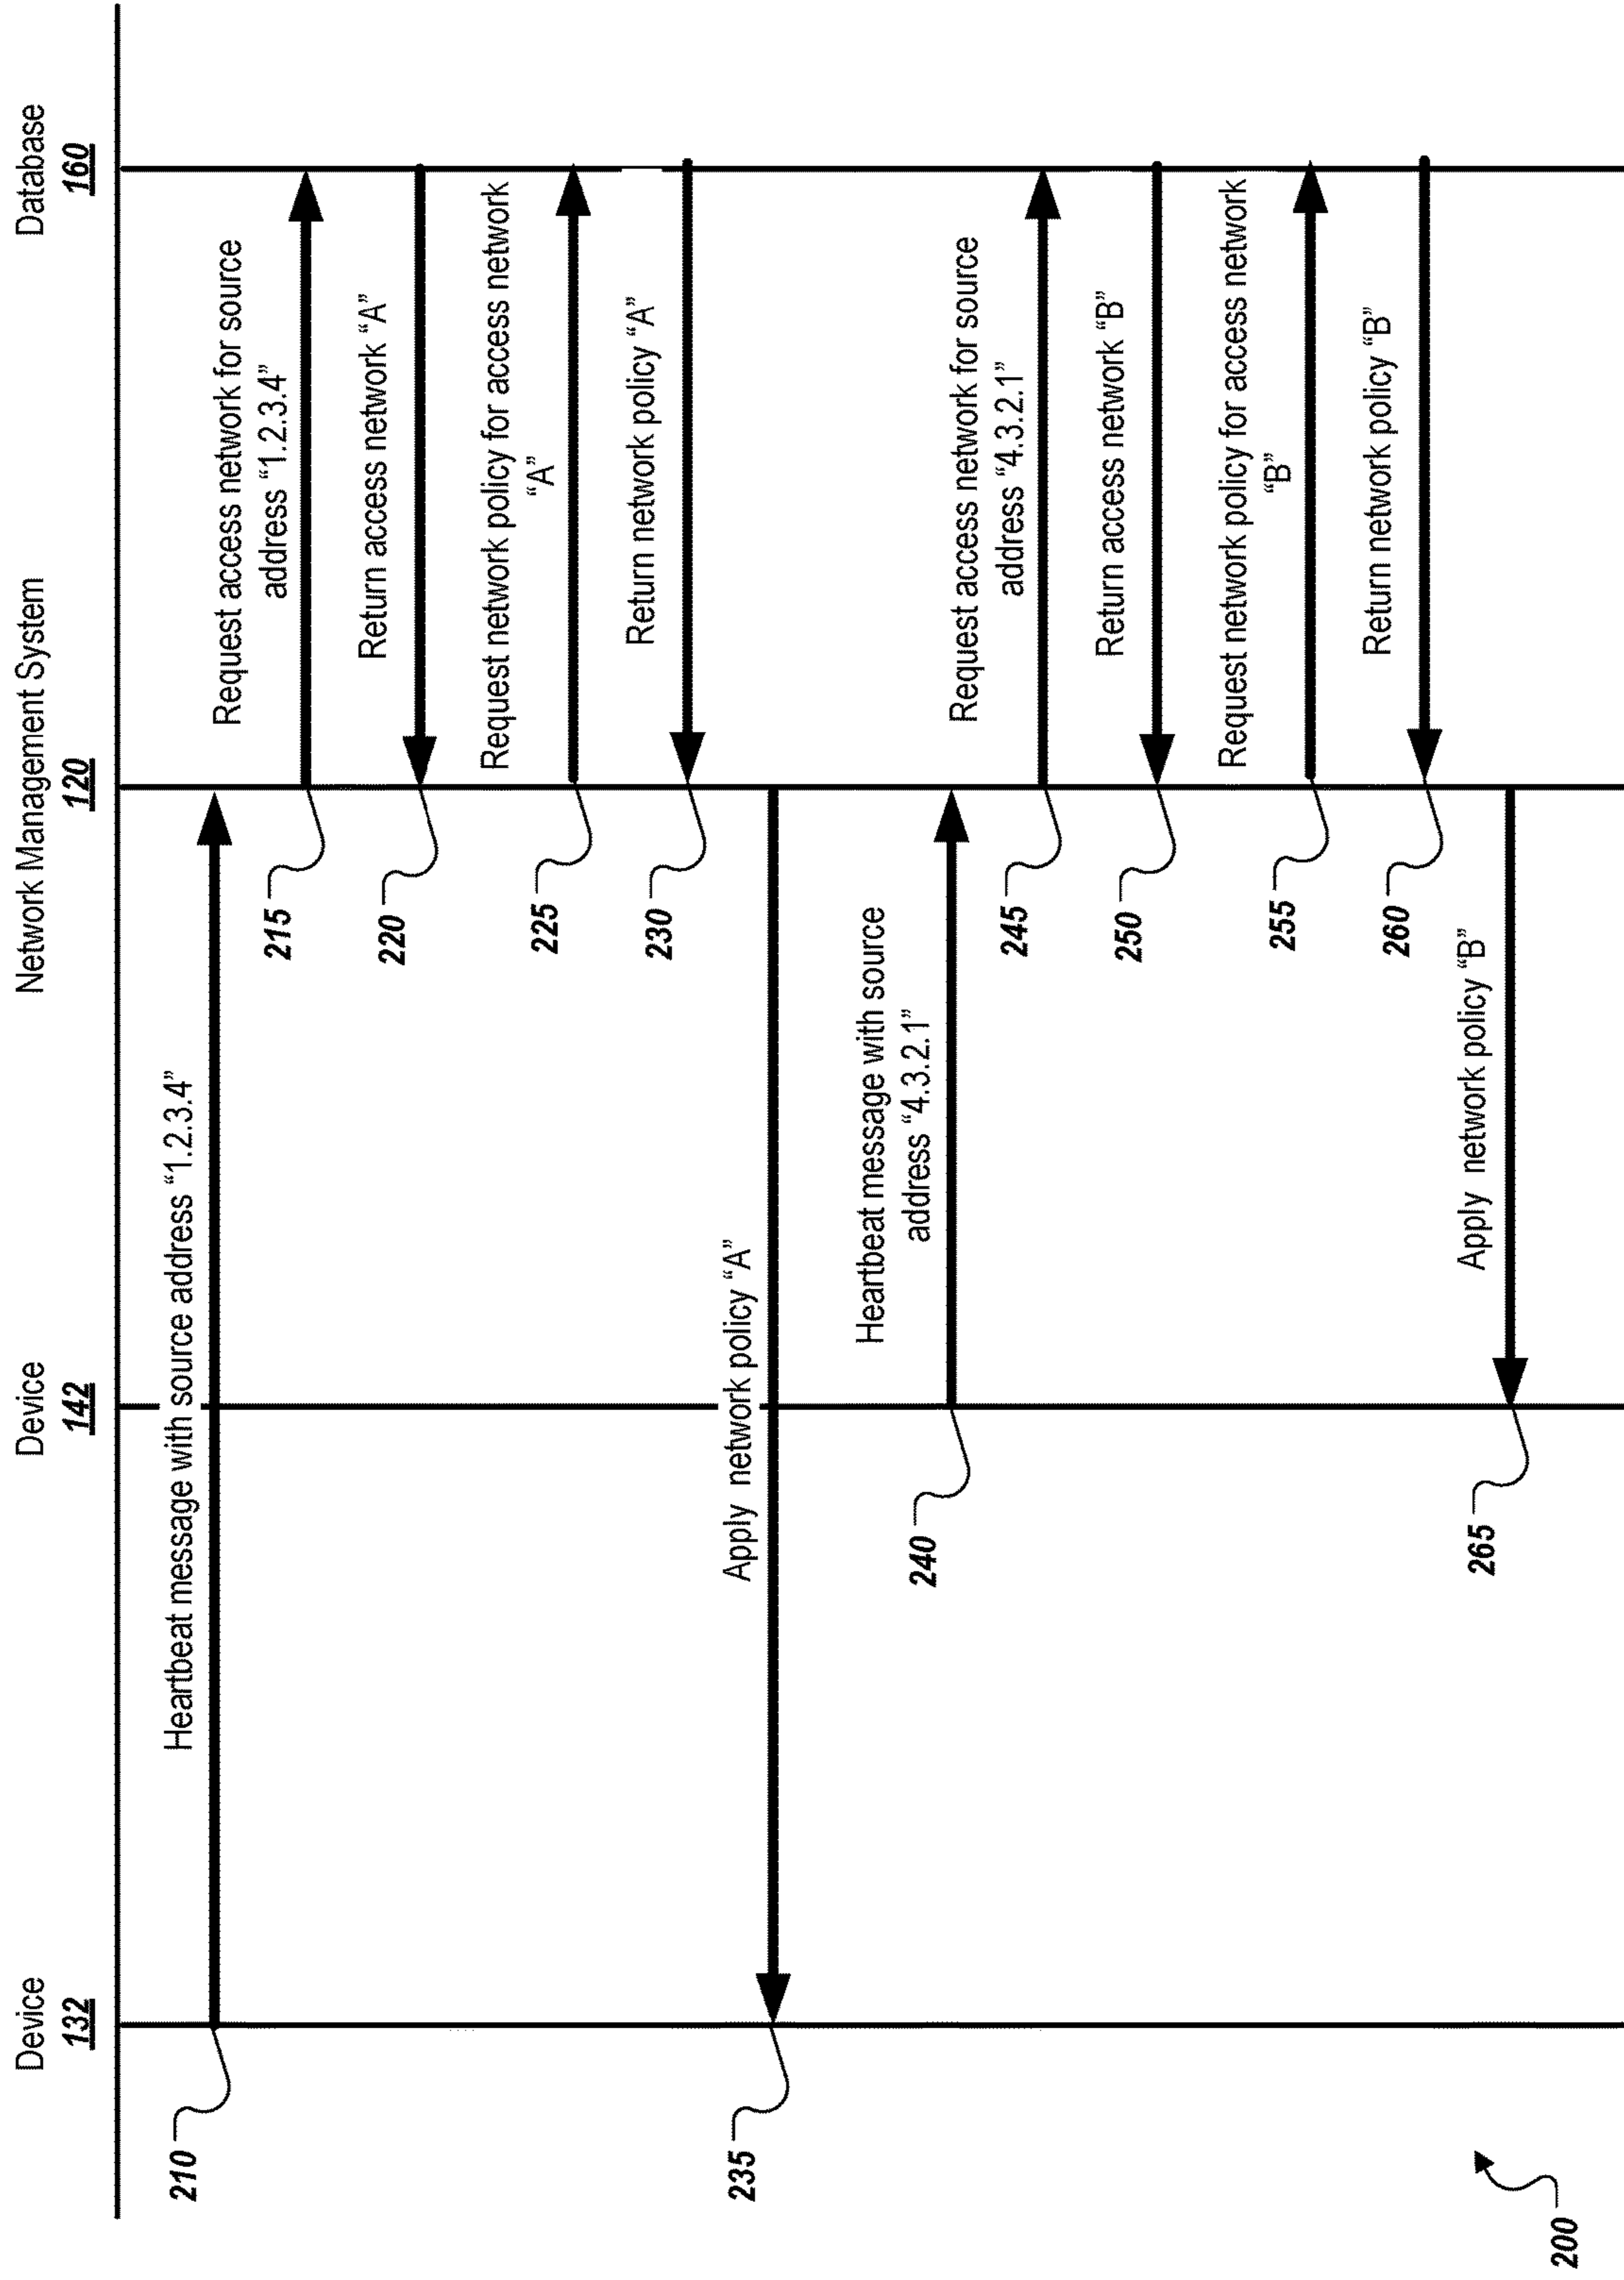 Device
132
Device
142
Network Management System
120
Database
160
210
Heartbeat message with source address “1.2.3.4”
215
Request access network for source
address “1.2.3.4”
220
Return access network “A”
225
Request network policy for access network
“A”
230
Return network policy “A”
235
Apply network policy “A”
240
Heartbeat message with source
address “4.3.2.1”
245
Request access network for source
address “4.3.2.1”
250
Return access network “B”
255
Request network policy for access network
“B”
260
Return network policy “B”
265
Apply network policy “B”
200